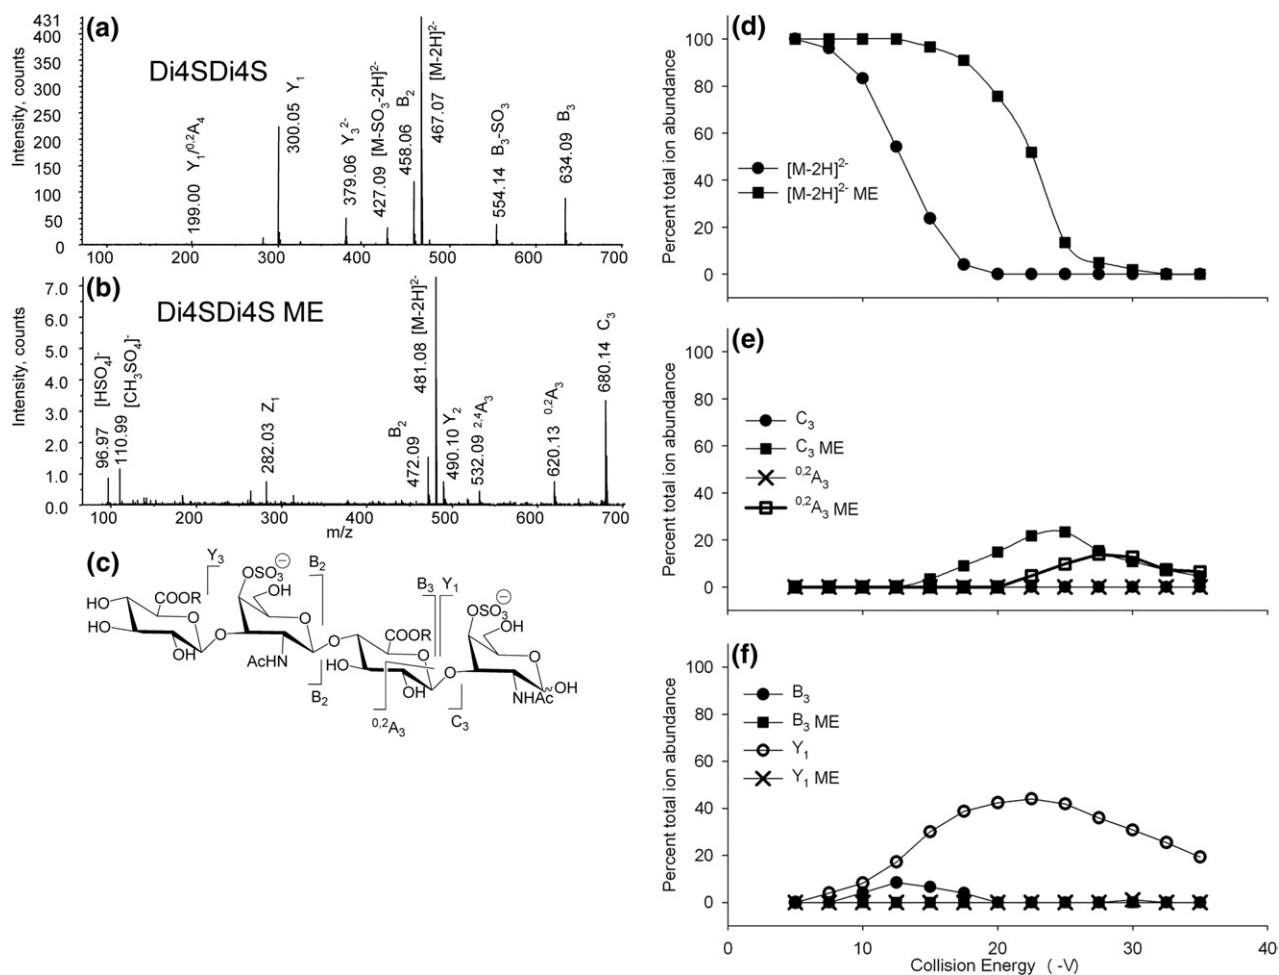 (a)
Di4SDi4S
Intensity, counts
431
400
350
300
250
200
150
100
50
0
199.00 Y1/0,2A4
300.05 Y1
379.06 Y3 2-
427.09 [M-SO3-2H]2-
458.06 B2
467.07 [M-2H]2-
554.14 B3-SO3
634.09 B3
100 200 300 400 500 600 700
(b)
Di4SDi4S ME
Intensity, counts
7.0
6.0
5.0
4.0
3.0
2.0
1.0
0.0
96.97 [HSO4]-
110.99 [CH3SO4]-
282.03 Z1
472.09 B2
481.08 [M-2H]2-
490.10 Y2
532.09 2,4A3
620.13 0,2A3
680.14 C3
100 200 300 400 500 600 700
m/z
(c)
Y3
OSO3 −
OH
B2
COOR
HO
HO
O
O
OH
AcHN
O
O
B2
B3 Y1
COOR
HO
O
OH
0,2A3
O
C3
OSO3 −
OH
O
NHAc
OH
(d)
Percent total ion abundance
100
80
60
40
20
0
[M-2H]2-
[M-2H]2- ME
(e)
Percent total ion abundance
100
80
60
40
20
0
C3
C3 ME
0,2A3
0,2A3 ME
(f)
Percent total ion abundance
100
80
60
40
20
0
B3
B3 ME
Y1
Y1 ME
0 10 20 30 40
Collision Energy (-V)